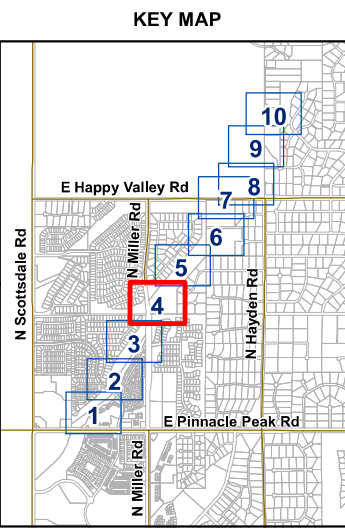 KEY MAP
10
9
E Happy Valley Rd
8
7
N Miller Rd
6
N Scottsdale Rd
5
N Hayden Rd
4
3
2
1
E Pinnacle Peak Rd
N Miller Rd